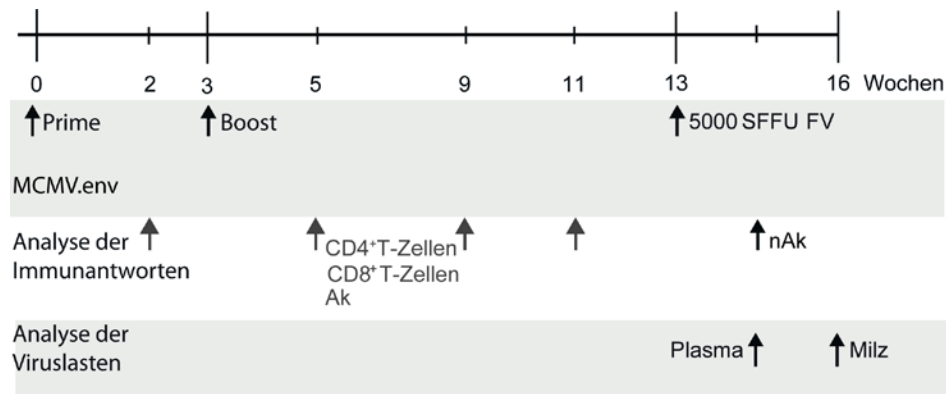 0 2 3 5 9 11 13 16 Wochen
Prime Boost 5000 SFFU FV
MCMV.env
Analyse der
Immunantworten
CD4⁺T-Zellen
CD8⁺T-Zellen
Ak
nAk
Analyse der
Viruslasten
Plasma Milz